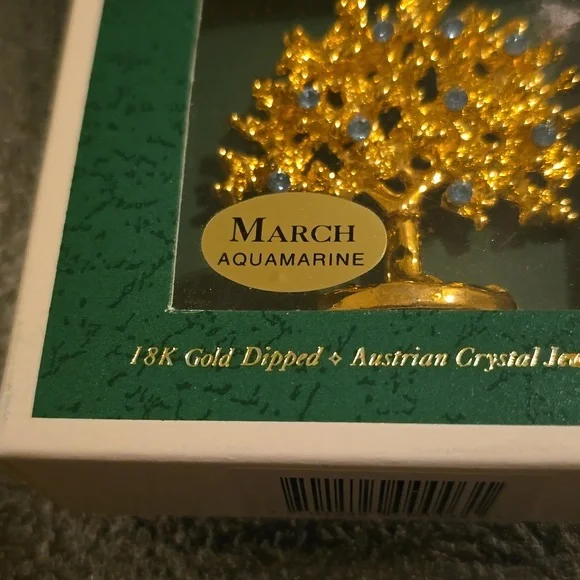 MARCH
AQUAMARINE
18K Gold Dipped ✧ Austrian Crystal